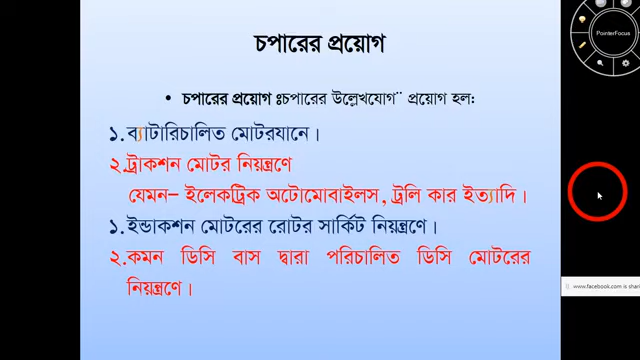 চপারের প্রয়োগ
• চপারের প্রয়োগ ঃচপারের উল্লেখযোগ¨ প্রয়োগ হল:
১.ব্যাটারিচালিত মোটরযানে।
২.ট্রাকশন মোটর নিয়ন্ত্রণে
যেমন– ইলেকট্রিক অটোমোবাইলস, ট্রলি কার ইত্যাদি।
১.ইন্ডাকশন মোটরের রোটর সার্কিট নিয়ন্ত্রণে।
২.কমন ডিসি বাস দ্বারা পরিচালিত ডিসি মোটরের
নিয়ন্ত্রণে।
PointerFocus
www.facebook.com is shari